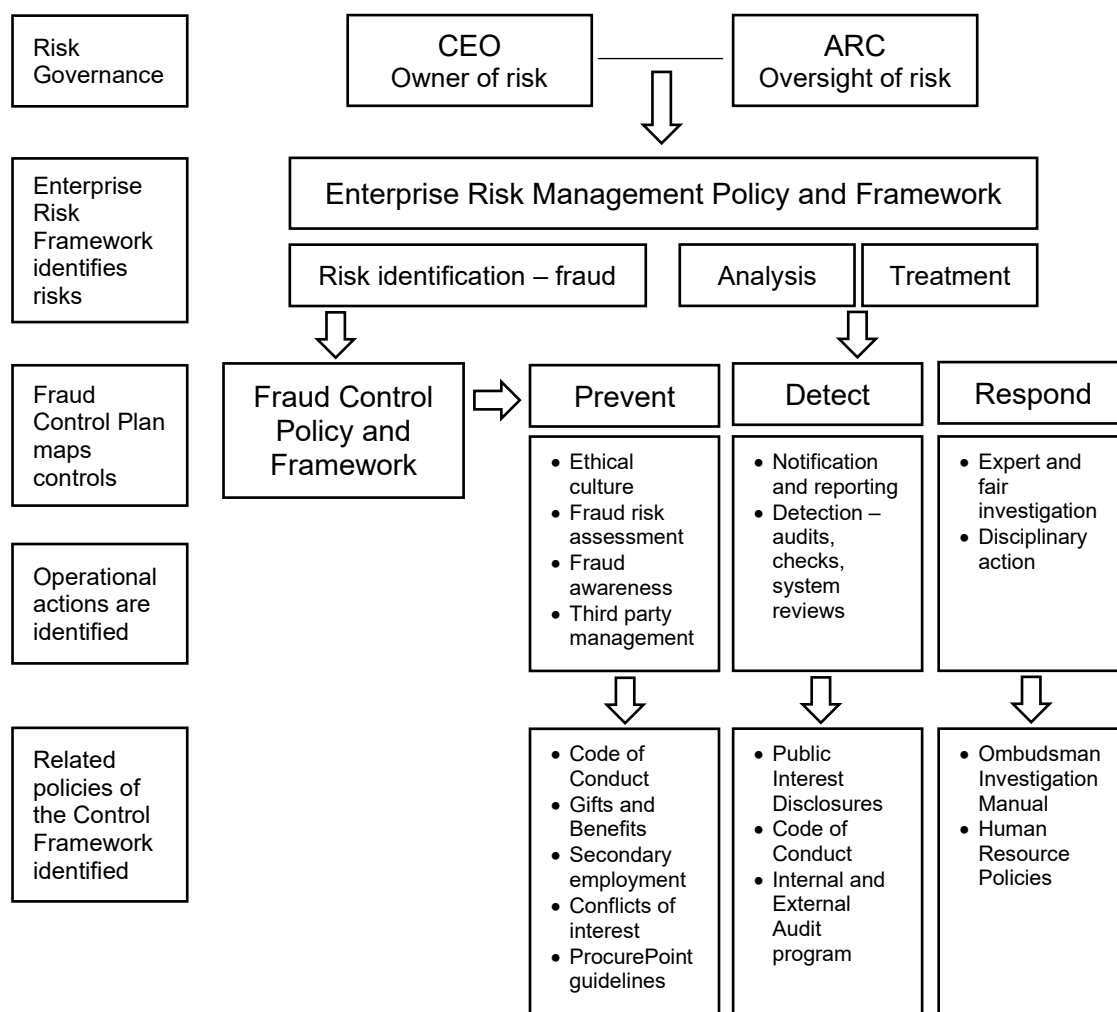 Risk
Governance
CEO
Owner of risk
ARC
Oversight of risk
Enterprise
Risk
Framework
identifies
risks
Enterprise Risk Management Policy and Framework
Risk identification – fraud
Analysis
Treatment
Fraud
Control Plan
maps
controls
Fraud Control
Policy and
Framework
Prevent
Detect
Respond
Operational
actions are
identified
• Ethical
culture
• Fraud risk
assessment
• Fraud
awareness
• Third party
management
• Notification
and reporting
• Detection –
audits,
checks,
system
reviews
• Expert and
fair
investigation
• Disciplinary
action
Related
policies of
the Control
Framework
identified
• Code of
Conduct
• Gifts and
Benefits
• Secondary
employment
• Conflicts of
interest
• ProcurePoint
guidelines
• Public
Interest
Disclosures
• Code of
Conduct
• Internal and
External
Audit
program
• Ombudsman
Investigation
Manual
• Human
Resource
Policies